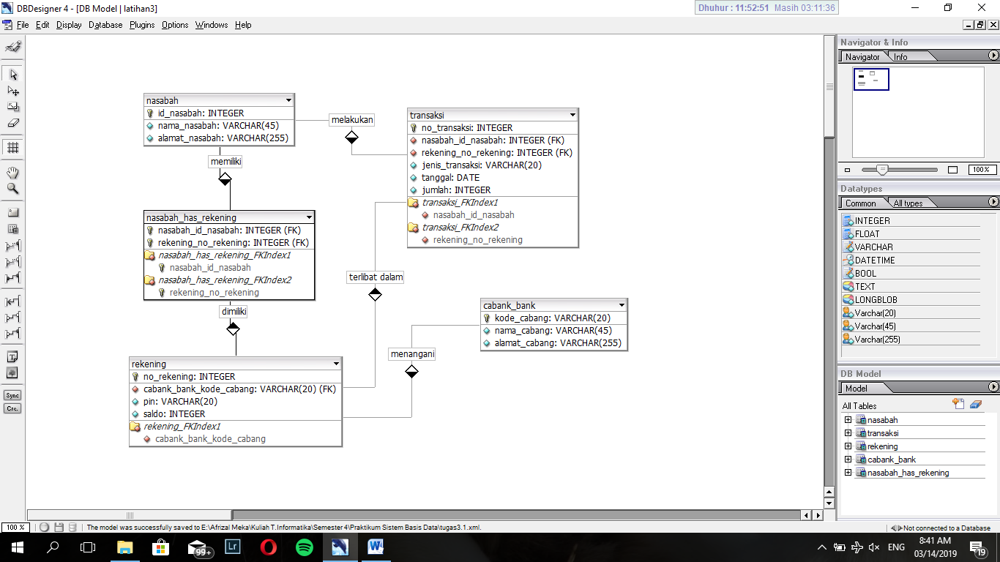 DBDesigner 4 - [DB Model | latihan3]
Dhuhur : 11:52:51 Masih 03:11:36
File Edit Display Database Plugins Options Windows Help
nasabah
id_nasabah: INTEGER
nama_nasabah: VARCHAR(45)
alamat_nasabah: VARCHAR(255)
melakukan
memiliki
transaksi
no_transaksi: INTEGER
nasabah_id_nasabah: INTEGER (FK)
rekening_no_rekening: INTEGER (FK)
jenis_transaksi: VARCHAR(20)
tanggal: DATE
jumlah: INTEGER
transaksi_FKIndex1
nasabah_id_nasabah
transaksi_FKIndex2
rekening_no_rekening
nasabah_has_rekening
nasabah_id_nasabah: INTEGER (FK)
rekening_no_rekening: INTEGER (FK)
nasabah_has_rekening_FKIndex1
nasabah_id_nasabah
nasabah_has_rekening_FKIndex2
rekening_no_rekening
terlibat dalam
dimiliki
cabank_bank
kode_cabang: VARCHAR(20)
nama_cabang: VARCHAR(45)
alamat_cabang: VARCHAR(255)
menangani
rekening
no_rekening: INTEGER
cabank_bank_kode_cabang: VARCHAR(20) (FK)
pin: VARCHAR(20)
saldo: INTEGER
rekening_FKIndex1
cabank_bank_kode_cabang
Sync
Cre.
Navigator & Info
Navigator Info
100%
Datatypes
Common All types
INTEGER
FLOAT
VARCHAR
DATETIME
BOOL
TEXT
LONGBLOB
Varchar(20)
Varchar(45)
Varchar(255)
DB Model
Model
All Tables
nasabah
transaksi
rekening
cabank_bank
nasabah_has_rekening
100 % The model was successfully saved to E:\Afrizal Meka\Kuliah T.Informatika\Semester 4\Praktikum Sistem Basis Data\tugas3.1.xml. Not connected to a Database
99+ Lr W ENG 8:41 AM
03/14/2019 19